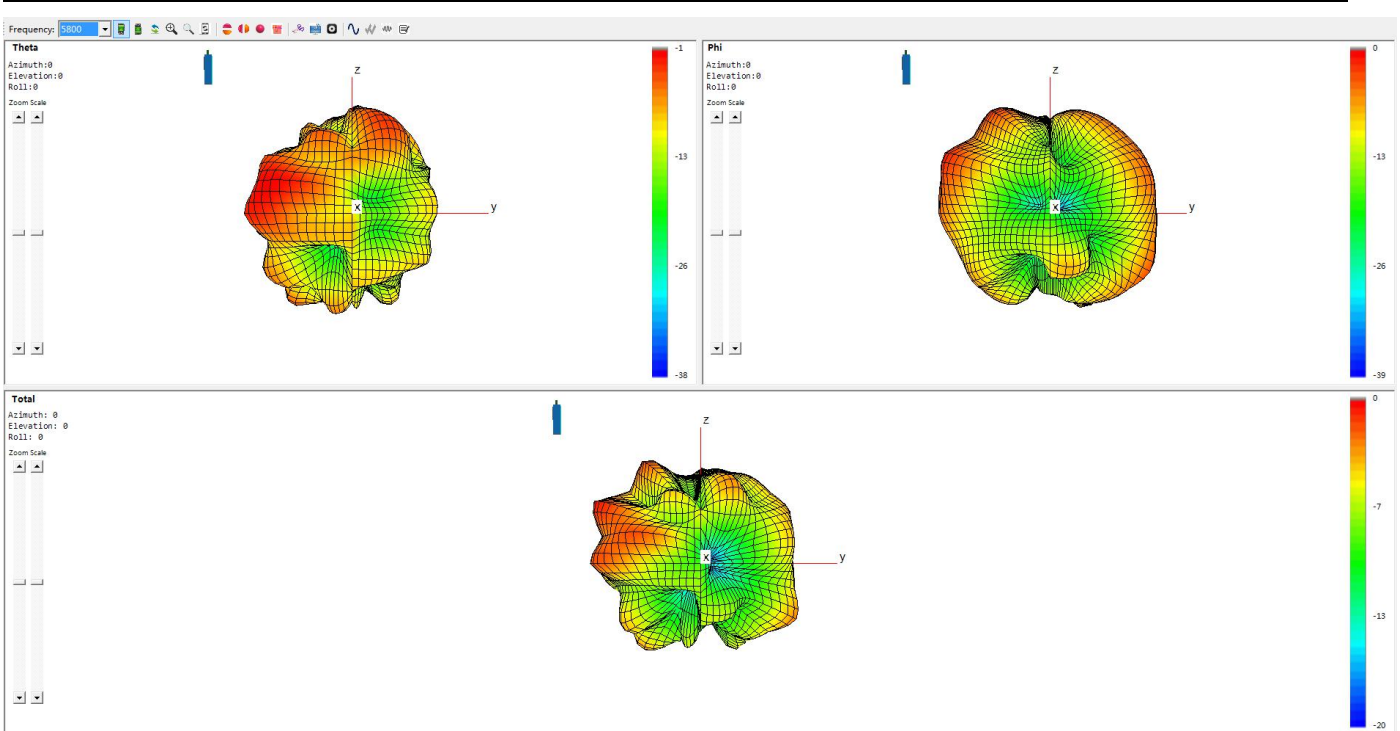 Frequency: 5800
Theta
Azimuth:0
Elevation:0
Roll:0
Zoom Scale
z
x
y
-1
-13
-26
-38
Phi
Azimuth:0
Elevation:0
Roll:0
Zoom Scale
z
x
y
0
-13
-26
-39
Total
Azimuth: 0
Elevation: 0
Roll: 0
Zoom Scale
z
x
y
0
-7
-13
-20